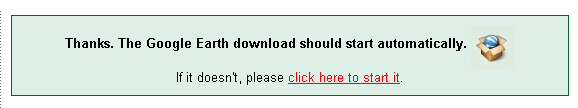 Thanks. The Google Earth download should start automatically.
If it doesn't, please click here to start it.